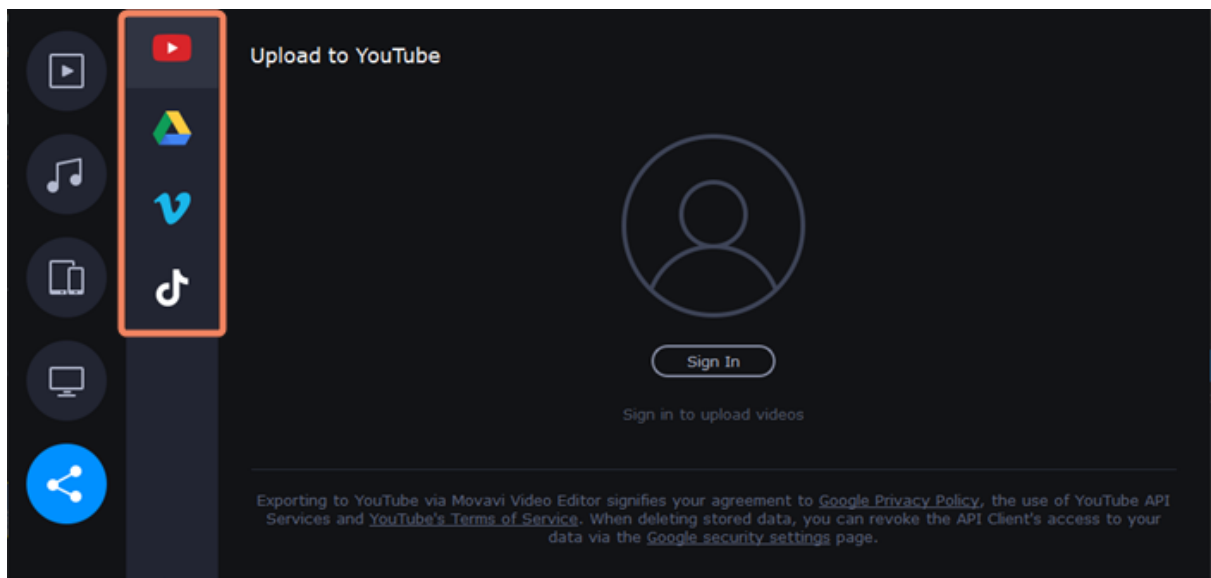 Upload to YouTube
Sign In
Sign in to upload videos
Exporting to YouTube via Movavi Video Editor signifies your agreement to Google Privacy Policy, the use of YouTube API
Services and YouTube's Terms of Service. When deleting stored data, you can revoke the API Client's access to your
data via the Google security settings page.